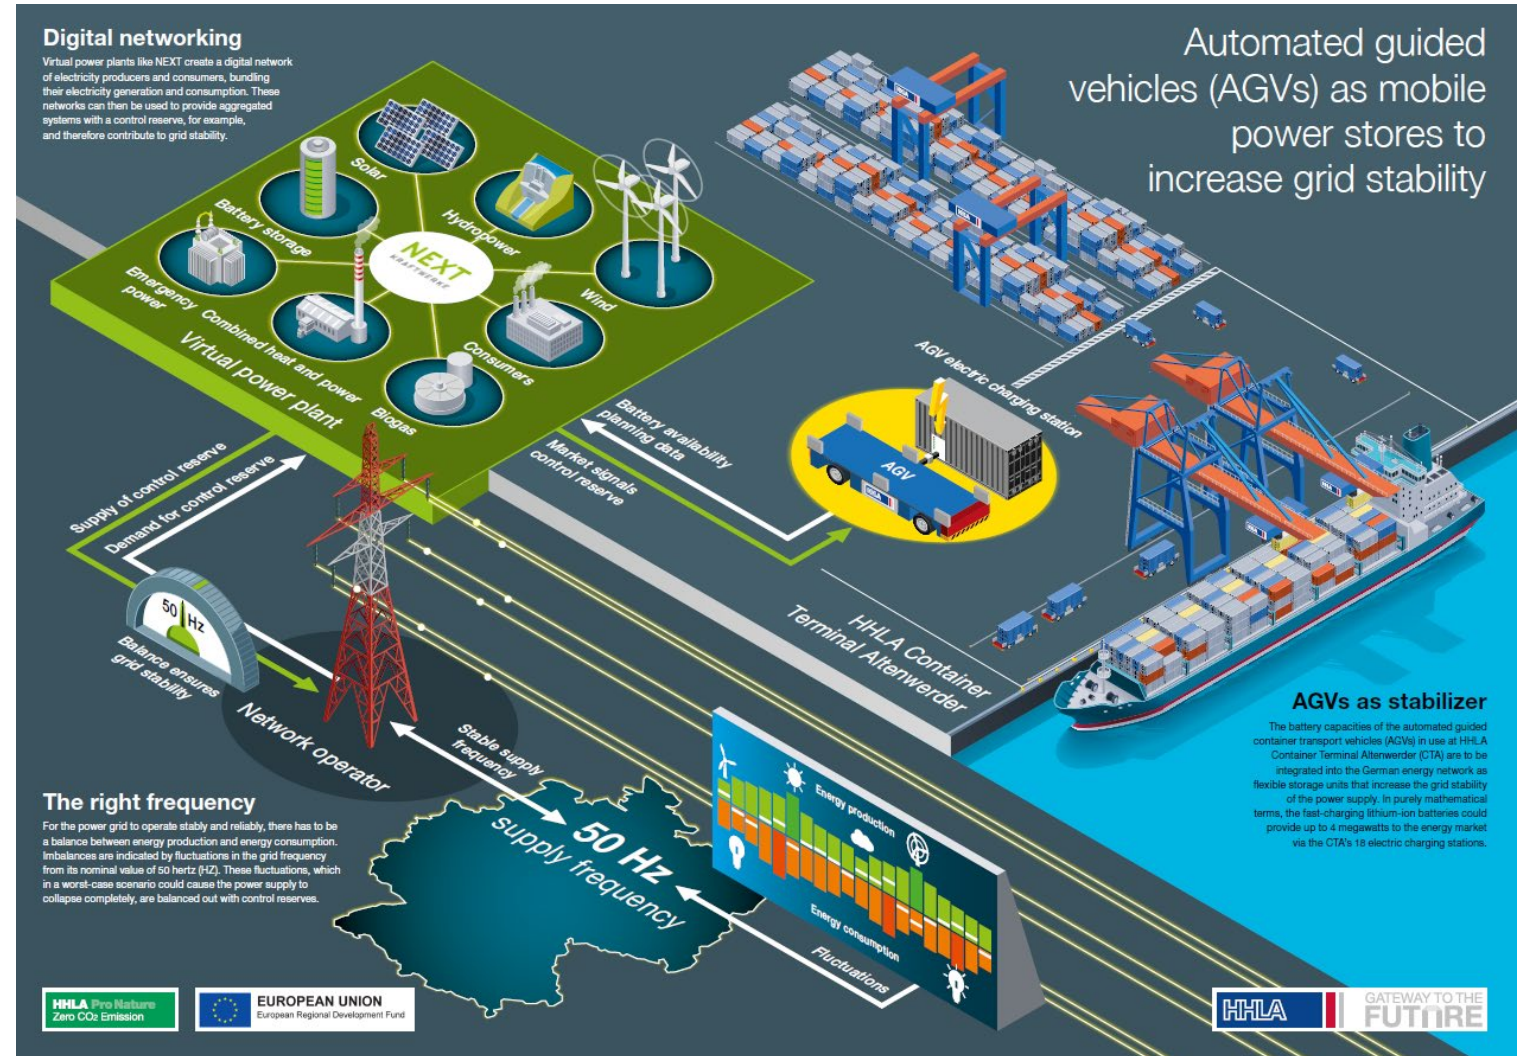 Digital networking
Virtual power plants like NEXT create a digital network
of electricity producers and consumers, bundling
their electricity generation and consumption. These
networks can then be used to provide aggregated
systems with a control reserve, for example,
and therefore contribute to grid stability.
Automated guided
vehicles (AGVs) as mobile
power stores to
increase grid stability
Solar
Battery storage
Hydropower
NEXT
KRAFTWERKE
Emergency
power
Wind
Combined heat and power
Consumers
Virtual power plant
Biogas
AGV electric charging station
Battery availability
planning data
Market signals
control reserve
AGV
HHLA
HHLA
HHLA
HHLA
HHLA
Supply of control reserve
Demand for control reserve
50 Hz
Balance ensures
grid stability
HHLA Container
Terminal Altenwerder
Network operator
Stable supply
frequency
50 Hz
supply frequency
Energy production
Energy consumption
Fluctuations
AGVs as stabilizer
The battery capacities of the automated guided
container transport vehicles (AGVs) in use at HHLA
Container Terminal Altenwerder (CTA) are to be
integrated into the German energy network as
flexible storage units that increase the grid stability
of the power supply. In purely mathematical
terms, the fast-charging lithium-ion batteries could
provide up to 4 megawatts to the energy market
via the CTA's 18 electric charging stations.
The right frequency
For the power grid to operate stably and reliably, there has to be
a balance between energy production and energy consumption.
Imbalances are indicated by fluctuations in the grid frequency
from its nominal value of 50 hertz (HZ). These fluctuations, which
in a worst-case scenario could cause the power supply to
collapse completely, are balanced out with control reserves.
HHLA Pro Nature
Zero CO₂ Emission
EUROPEAN UNION
European Regional Development Fund
HHLA
GATEWAY TO THE
FUTURE